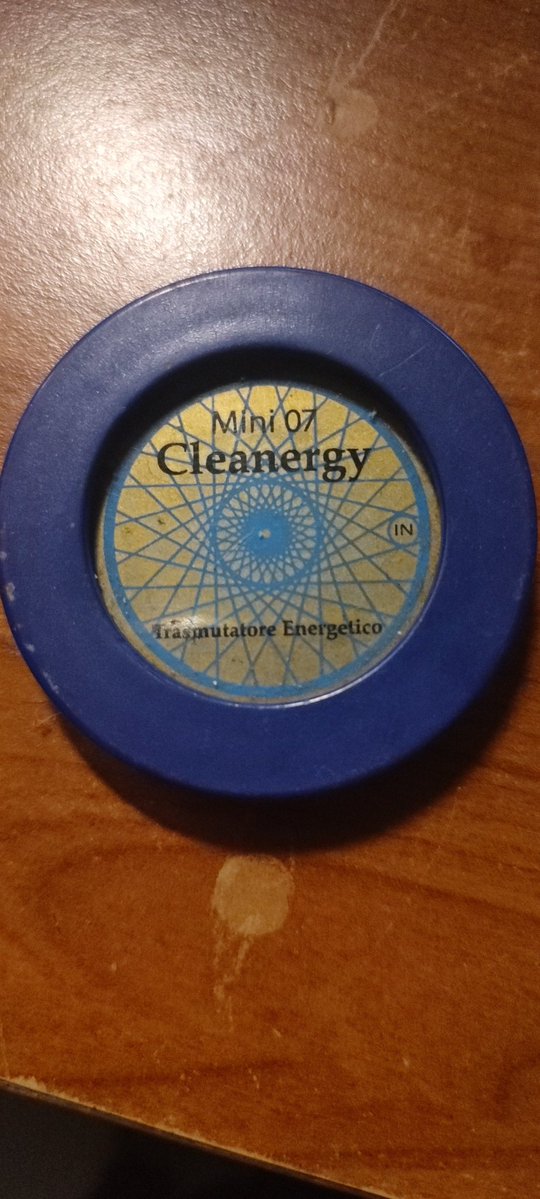 Mini 07
Cleanergy
IN
Trasmutatore Energetico